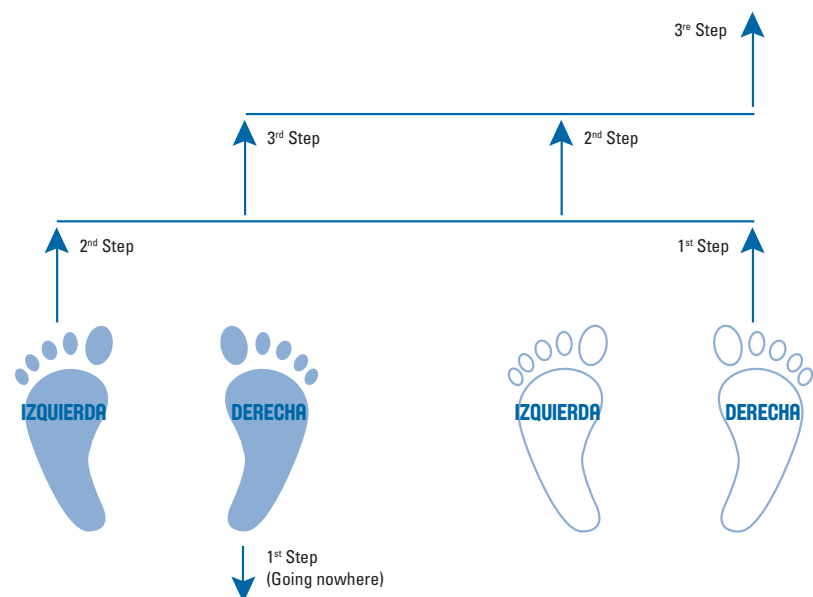 3ʳᵉ Step
3ʳᵈ Step
2ⁿᵈ Step
2ⁿᵈ Step
1ˢᵗ Step
IZQUIERDA
DERECHA
IZQUIERDA
DERECHA
1ˢᵗ Step
(Going nowhere)